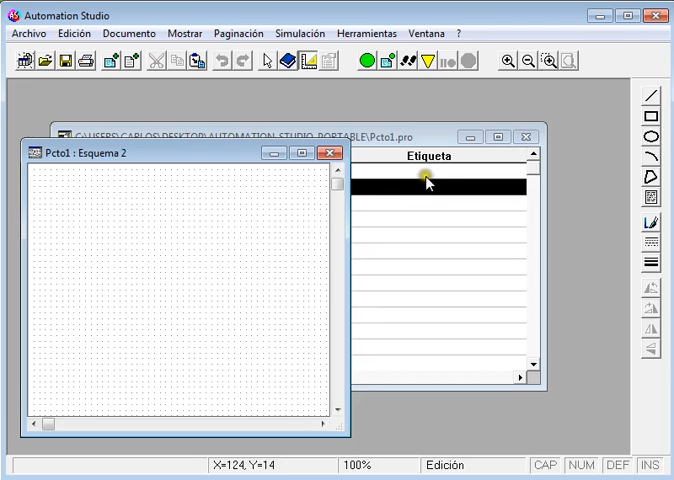 Automation Studio
Archivo Edición Documento Mostrar Paginación Simulación Herramientas Ventana ?
C:\USERS\CARLOS\DESKTOP\AUTOMATION_STUDIO_PORTABLE\Pcto1.pro
Pcto1 : Esquema 2
Etiqueta
X=124, Y=14 100% Edición CAP NUM DEF INS